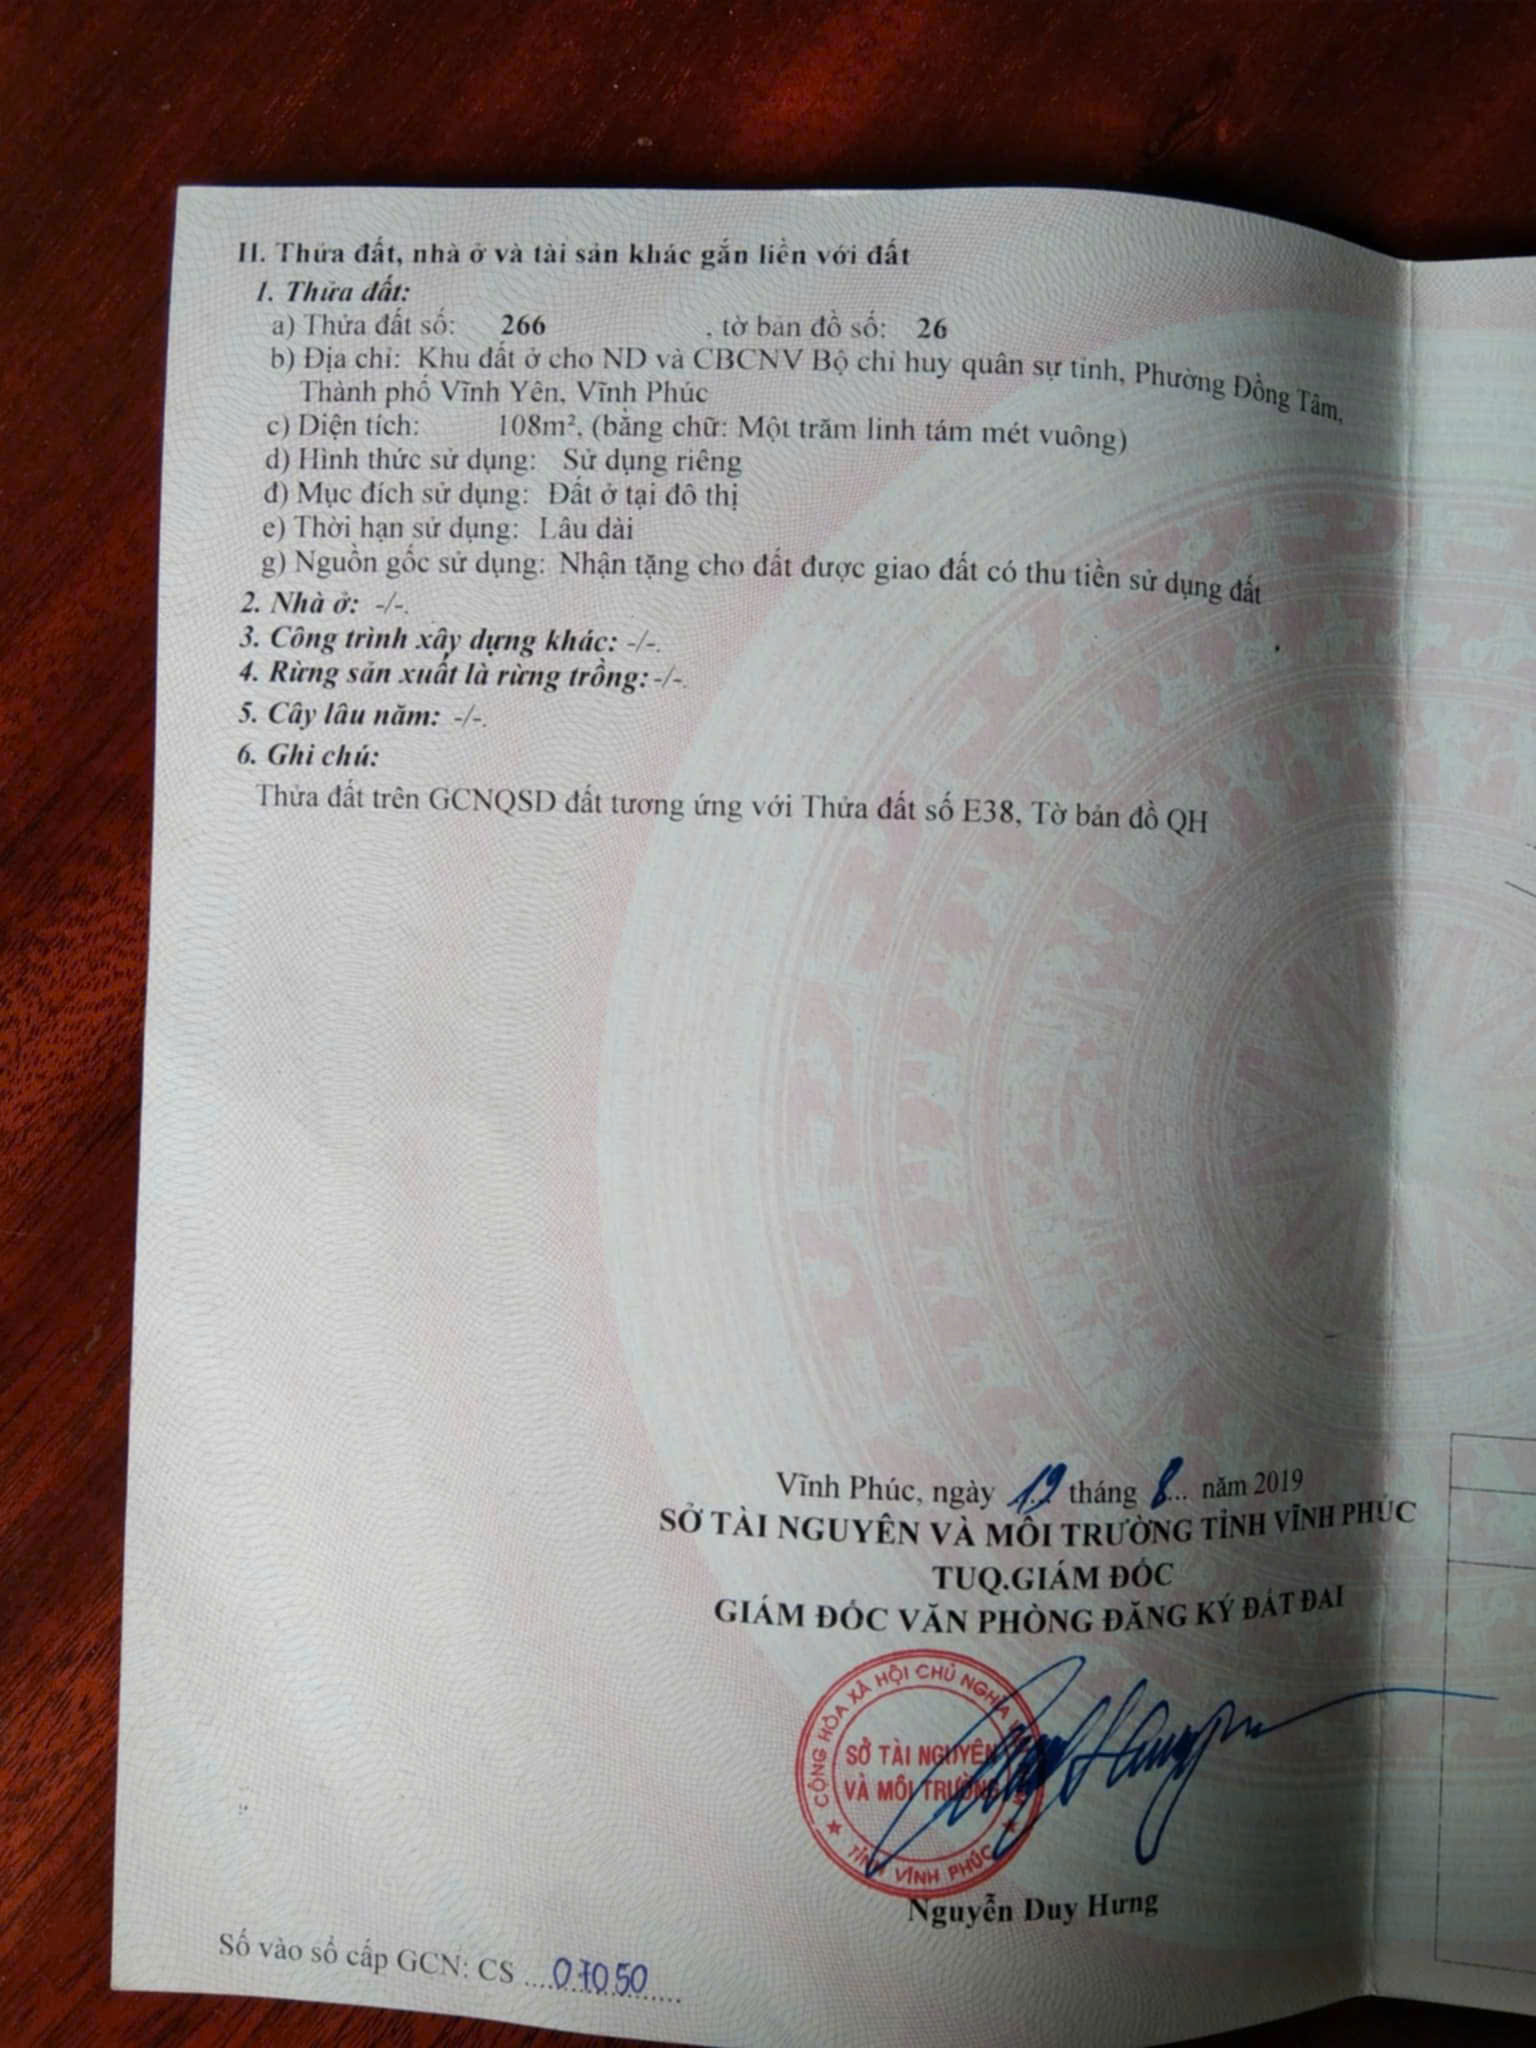 II. Thửa đất, nhà ở và tài sản khác gắn liền với đất
1. Thửa đất:
a) Thửa đất số: 266 , tờ bản đồ số: 26
b) Địa chỉ: Khu đất ở cho ND và CBCNV Bộ chỉ huy quân sự tỉnh, Phường Đồng Tâm,
Thành phố Vĩnh Yên, Vĩnh Phúc
c) Diện tích: 108m², (bằng chữ: Một trăm linh tám mét vuông)
d) Hình thức sử dụng: Sử dụng riêng
đ) Mục đích sử dụng: Đất ở tại đô thị
e) Thời hạn sử dụng: Lâu dài
g) Nguồn gốc sử dụng: Nhận tặng cho đất được giao đất có thu tiền sử dụng đất
2. Nhà ở: -/-.
3. Công trình xây dựng khác: -/-.
4. Rừng sản xuất là rừng trồng: -/-.
5. Cây lâu năm: -/-.
6. Ghi chú:
Thửa đất trên GCNQSD đất tương ứng với Thửa đất số E38, Tờ bản đồ QH
Vĩnh Phúc, ngày 19 tháng 8... năm 2019
SỞ TÀI NGUYÊN VÀ MÔI TRƯỜNG TỈNH VĨNH PHÚC
TUQ.GIÁM ĐỐC
GIÁM ĐỐC VĂN PHÒNG ĐĂNG KÝ ĐẤT ĐAI
CỘNG HÒA XÃ HỘI CHỦ NGHĨA
SỞ TÀI NGUYÊN
VÀ MÔI TRƯỜNG
TỈNH VĨNH PHÚC
Nguyễn Duy Hưng
Số vào sổ cấp GCN: CS ....07050....